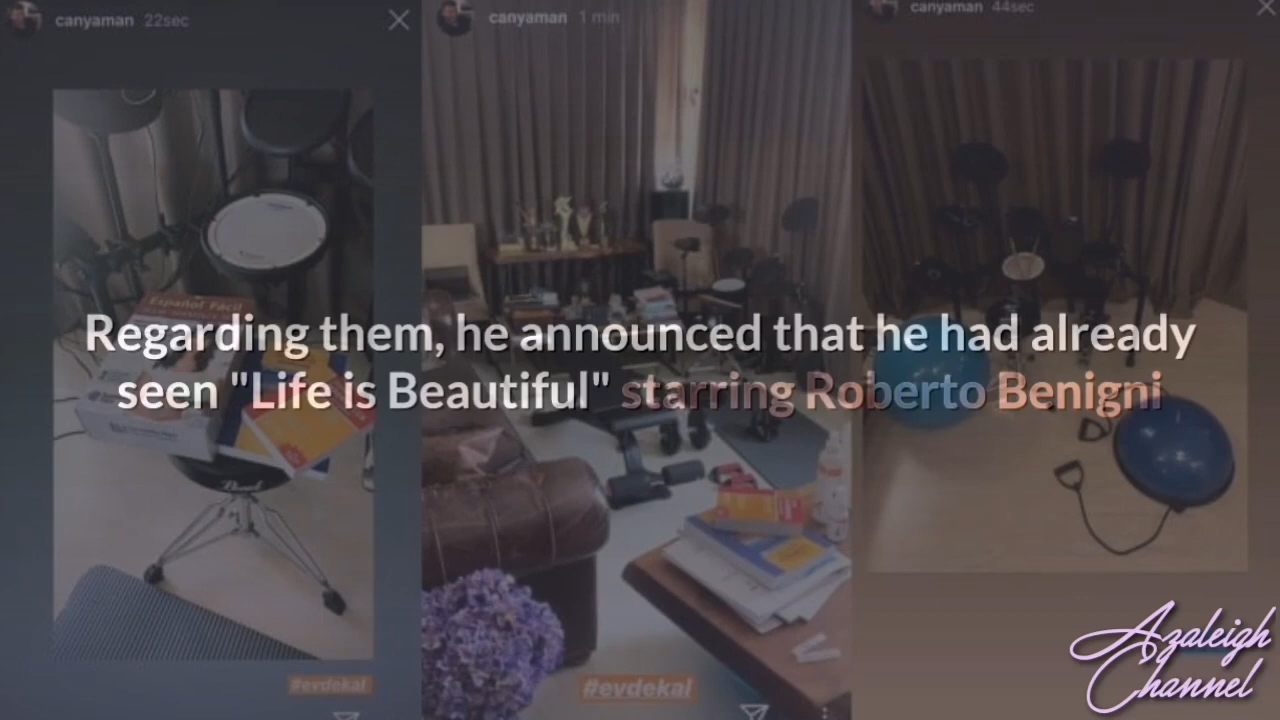 canyaman 22sec
canyaman 1 min
canyaman 44sec
Español Fácil
Regarding them, he announced that he had already
seen "Life is Beautiful" starring Roberto Benigni
Pearl
#evdekal
#evdekal
Azaleigh
Channel